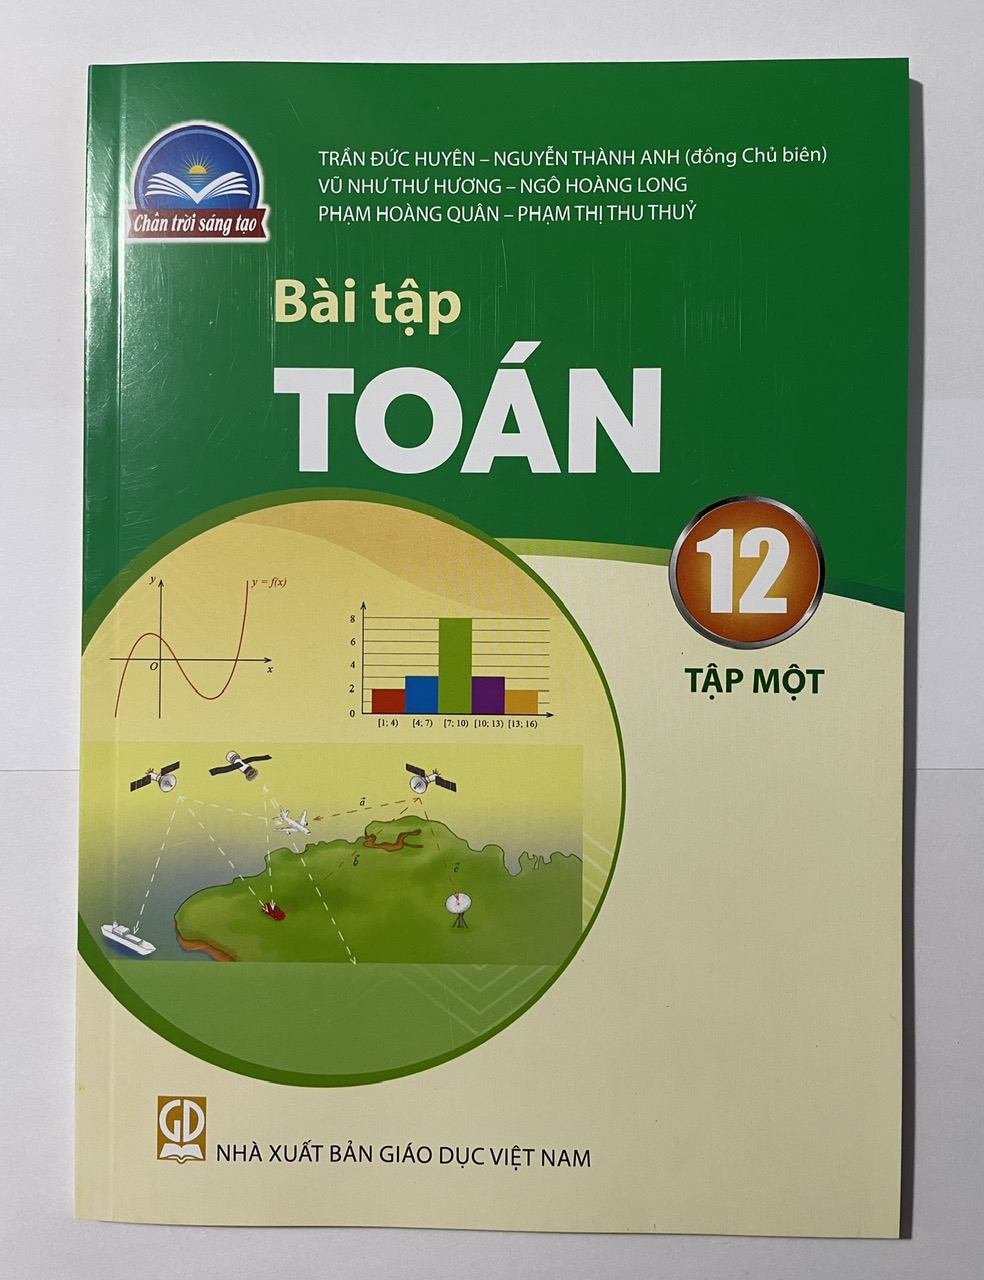 TRẦN ĐỨC HUYÊN – NGUYỄN THÀNH ANH (đồng Chủ biên)
VŨ NHƯ THƯ HƯƠNG – NGÔ HOÀNG LONG
PHẠM HOÀNG QUÂN – PHẠM THỊ THU THUỶ
Chân trời sáng tạo
Bài tập
TOÁN
12
TẬP MỘT
y
y = f(x)
O
x
8
6
4
2
0
[1; 4) [4; 7) [7; 10) [10; 13) [13; 16)
a⃗
b⃗
c⃗
GD
NHÀ XUẤT BẢN GIÁO DỤC VIỆT NAM